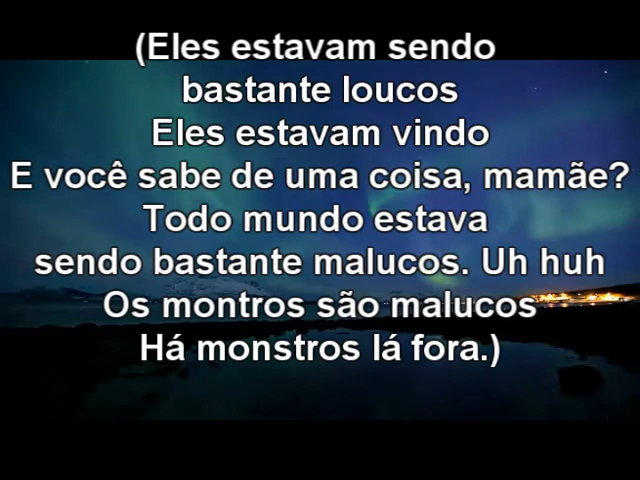 (Eles estavam sendo
bastante loucos
Eles estavam vindo
E você sabe de uma coisa, mamãe?
Todo mundo estava
sendo bastante malucos. Uh huh
Os montros são malucos
Há monstros lá fora.)